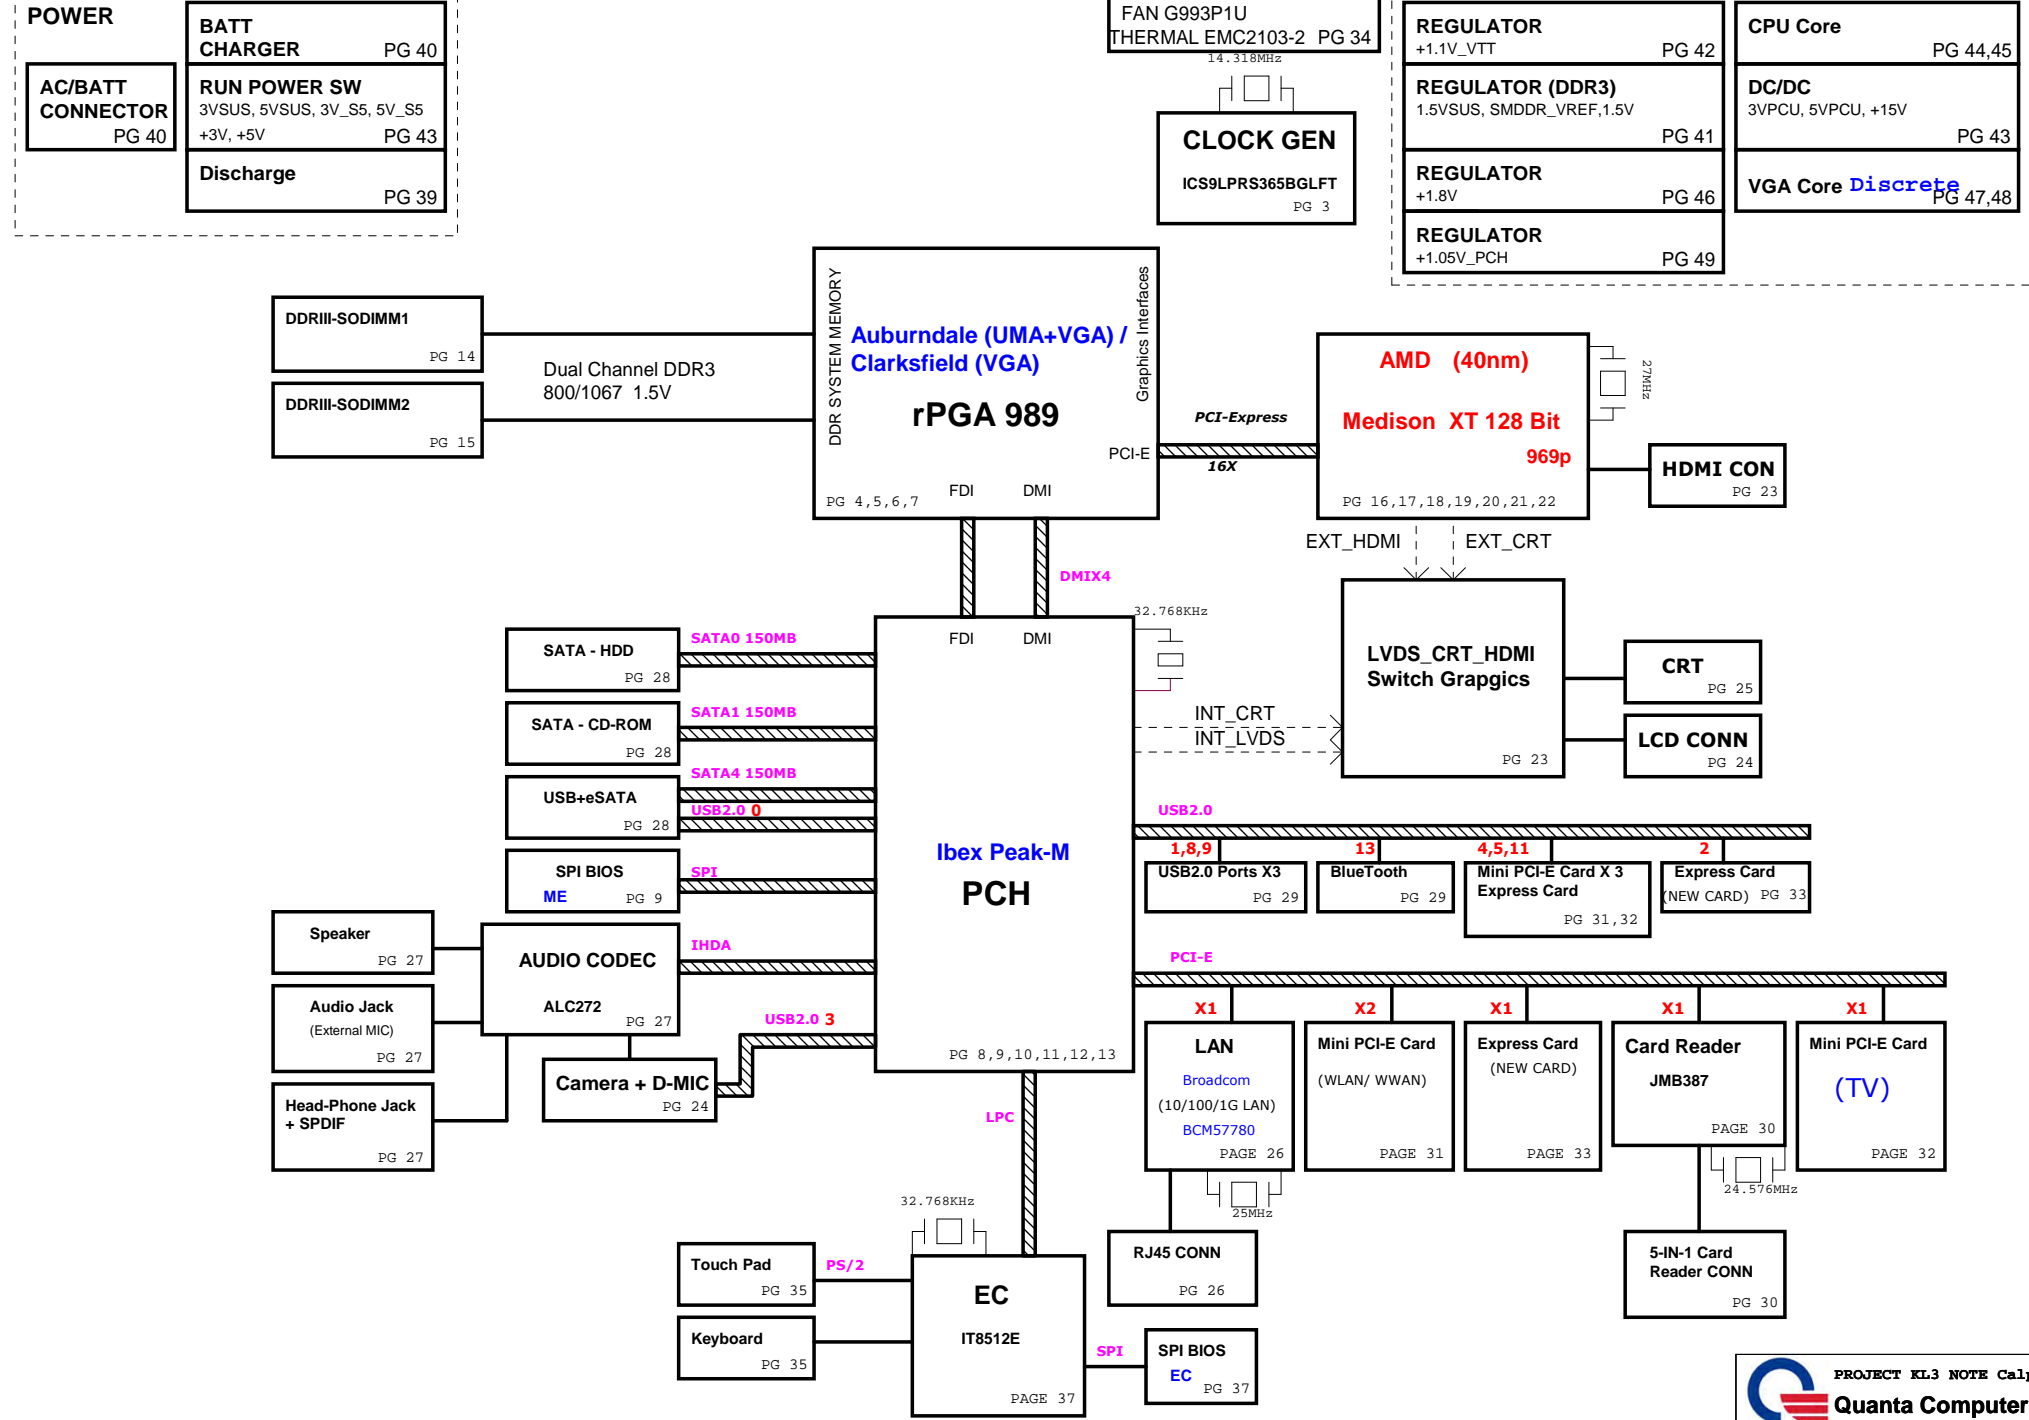 POWER
BATT
CHARGER PG 40
AC/BATT
CONNECTOR
PG 40
RUN POWER SW
3VSUS, 5VSUS, 3V_S5, 5V_S5
+3V, +5V PG 43
Discharge
PG 39
FAN G993P1U
THERMAL EMC2103-2 PG 34
14.318MHz
CLOCK GEN
ICS9LPRS365BGLFT
PG 3
REGULATOR
+1.1V_VTT PG 42
REGULATOR (DDR3)
1.5VSUS, SMDDR_VREF,1.5V
PG 41
REGULATOR
+1.8V PG 46
REGULATOR
+1.05V_PCH PG 49
CPU Core
PG 44,45
DC/DC
3VPCU, 5VPCU, +15V
PG 43
VGA Core Discrete
PG 47,48
DDRIII-SODIMM1
PG 14
DDRIII-SODIMM2
PG 15
Dual Channel DDR3
800/1067 1.5V
DDR SYSTEM MEMORY
Auburndale (UMA+VGA) /
Clarksfield (VGA)
rPGA 989
Graphics Interfaces
PCI-E
FDI DMI
PG 4,5,6,7
PCI-Express
16X
AMD (40nm)
Medison XT 128 Bit
969p
PG 16,17,18,19,20,21,22
27MHz
HDMI CON
PG 23
EXT_HDMI EXT_CRT
DMIX4
LVDS_CRT_HDMI
Switch Grapgics
PG 23
CRT
PG 25
LCD CONN
PG 24
INT_CRT
INT_LVDS
32.768KHz
FDI DMI
Ibex Peak-M
PCH
PG 8,9,10,11,12,13
SATA - HDD
PG 28
SATA0 150MB
SATA - CD-ROM
PG 28
SATA1 150MB
USB+eSATA
PG 28
SATA4 150MB
USB2.0 0
SPI BIOS
ME PG 9
SPI
Speaker
PG 27
Audio Jack
(External MIC)
PG 27
Head-Phone Jack
+ SPDIF
PG 27
AUDIO CODEC
ALC272
PG 27
IHDA
USB2.0 3
Camera + D-MIC
PG 24
USB2.0
1,8,9
USB2.0 Ports X3
PG 29
13
BlueTooth
PG 29
4,5,11
Mini PCI-E Card X 3
Express Card
PG 31,32
2
Express Card
(NEW CARD) PG 33
PCI-E
X1
LAN
Broadcom
(10/100/1G LAN)
BCM57780
PAGE 26
25MHz
X2
Mini PCI-E Card
(WLAN/ WWAN)
PAGE 31
X1
Express Card
(NEW CARD)
PAGE 33
X1
Card Reader
JMB387
PAGE 30
24.576MHz
X1
Mini PCI-E Card
(TV)
PAGE 32
RJ45 CONN
PG 26
5-IN-1 Card
Reader CONN
PG 30
LPC
32.768KHz
Touch Pad
PG 35
PS/2
Keyboard
PG 35
EC
IT8512E
PAGE 37
SPI
SPI BIOS
EC PG 37
PROJECT KL3 NOTE Calp
Quanta Computer